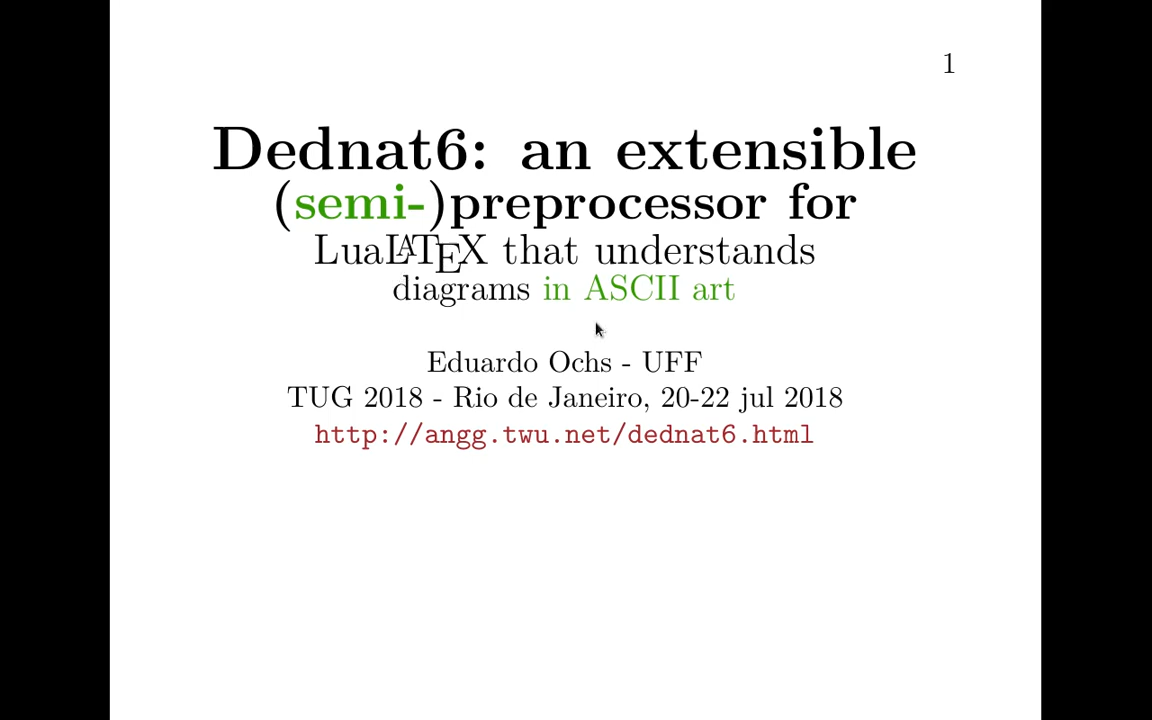 1
Dednat6: an extensible
(semi-)preprocessor for
LuaLATEX that understands
diagrams in ASCII art
Eduardo Ochs - UFF
TUG 2018 - Rio de Janeiro, 20-22 jul 2018
http://angg.twu.net/dednat6.html